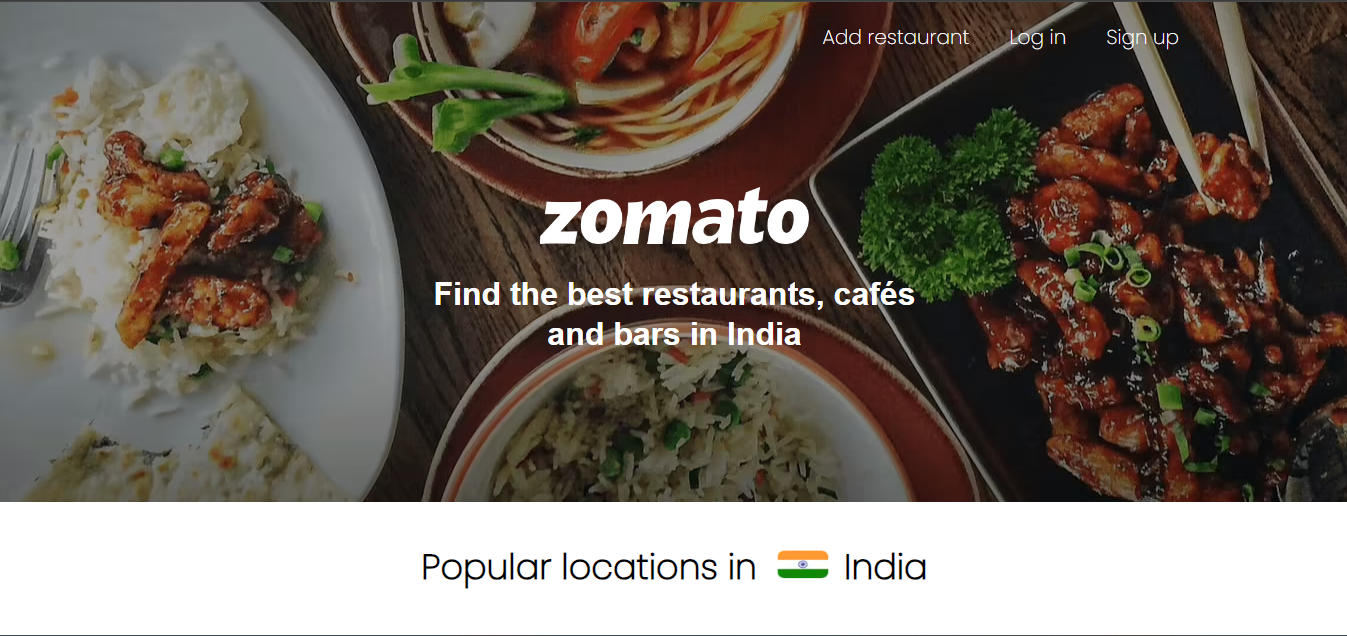 Add restaurant Log in Sign up
zomato
Find the best restaurants, cafés
and bars in India
Popular locations in India